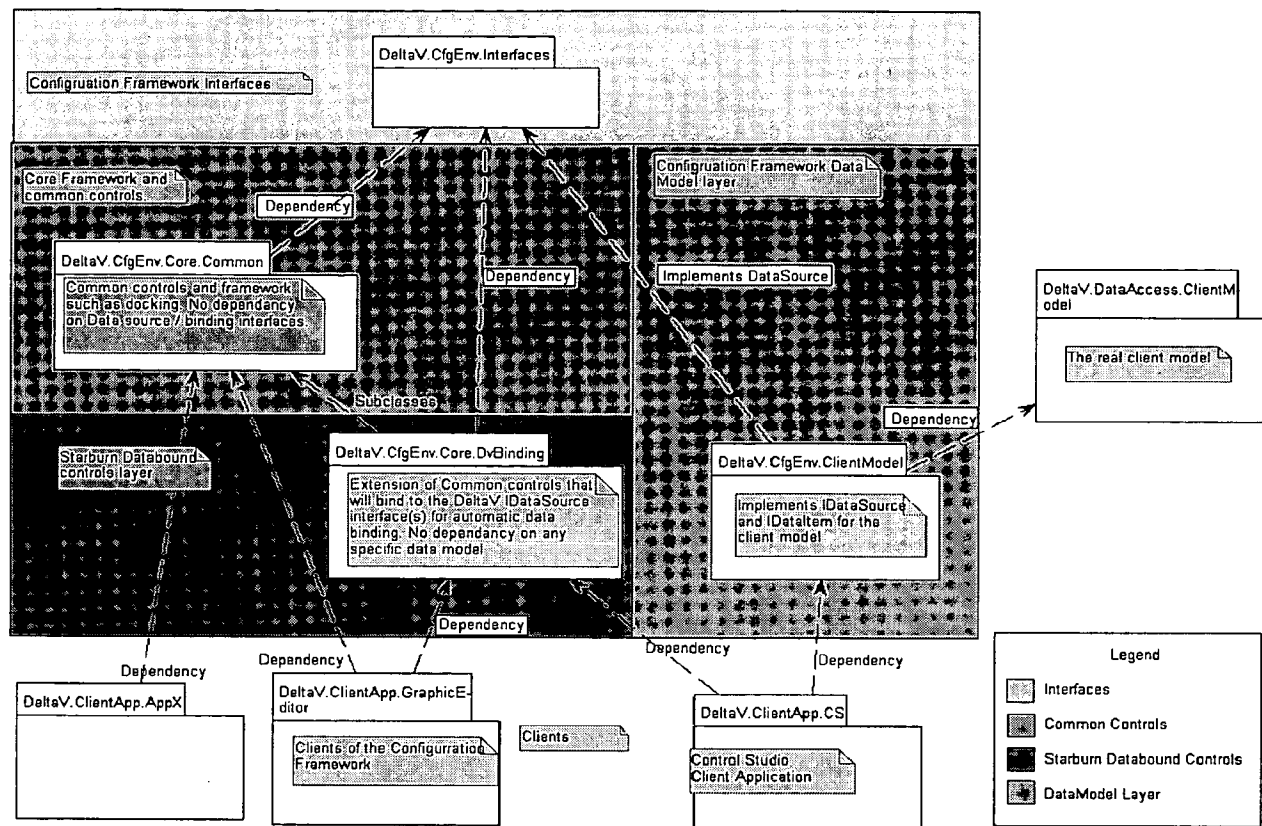 DeltaV.CfgEnv.Interfaces
Configruation Framework Interfaces
Core Framework and
common controls.
Dependency
Configruation Framework Data
Model layer
DeltaV.CfgEnv.Core.Common
Common controls and framework
such as docking. No dependancy
on Data source / binding interfaces.
Dependency
Implements DataSource
DeltaV.DataAccess.ClientM-
odel
The real client model
Subclasses
Dependency
Starburn Databound
controls layer
DeltaV.CfgEnv.Core.DvBinding
Extension of Common controls that
will bind to the DeltaV IDataSource
interface(s) for automatic data
binding. No dependancy on any
specific data model
DeltaV.CfgEnv.ClientModel
Implements IDataSource
and IDataItem for the
client model
Dependency
Dependency
Dependency
Dependency
Dependency
DeltaV.ClientApp.AppX
DeltaV.ClientApp.GraphicE-
ditor
Clients of the Configurration
Framework
Clients
DeltaV.ClientApp.CS
Control Studio
Client Application
Legend
Interfaces
Common Controls
Starburn Databound Controls
DataModel Layer